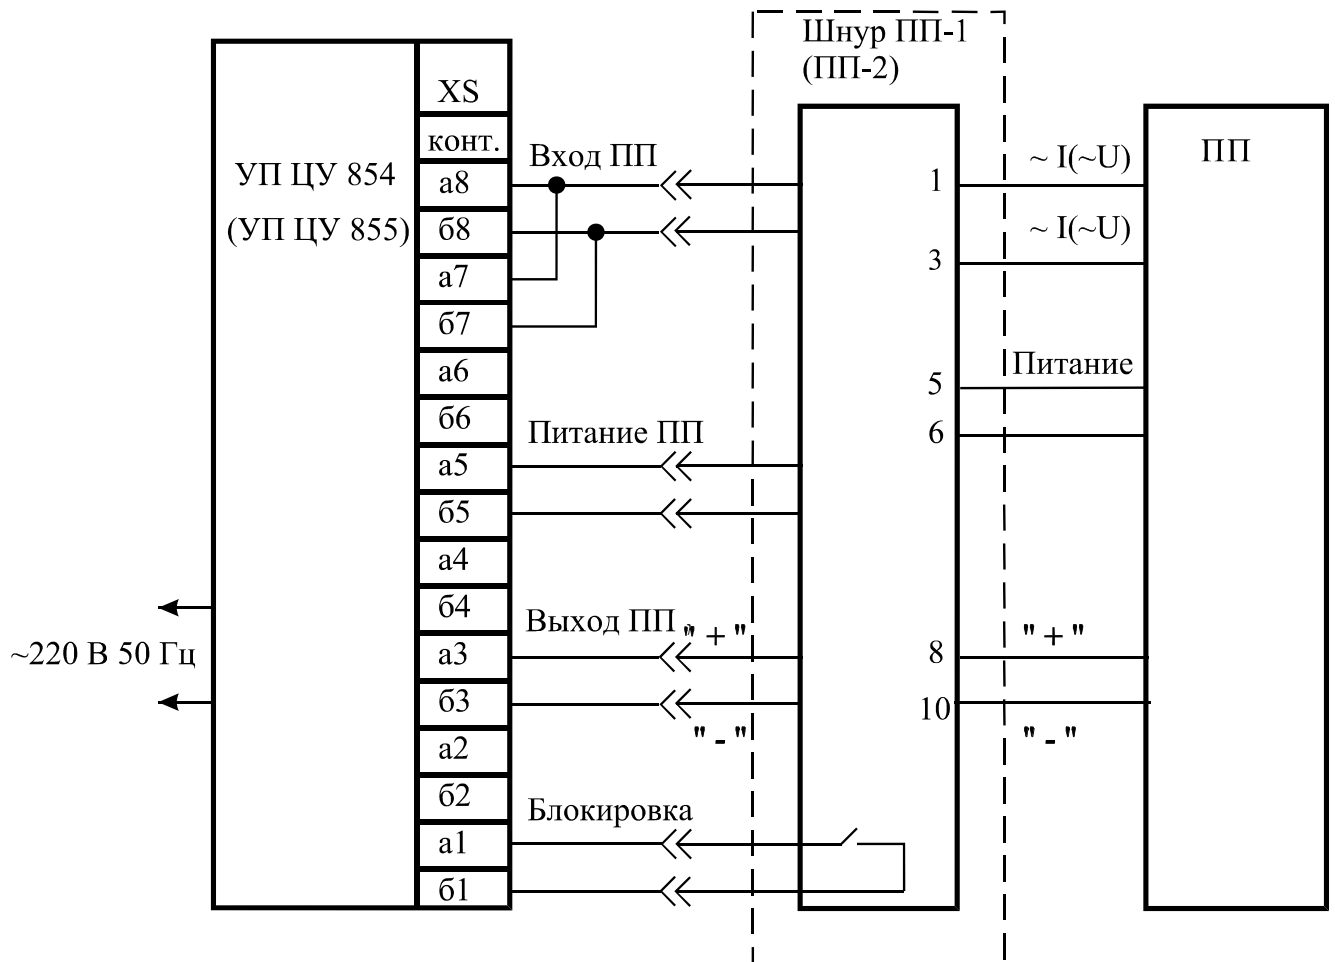 Шнур ПП-1
(ПП-2)
XS
конт.
УП ЦУ 854
(УП ЦУ 855)
а8
б8
а7
б7
а6
б6
а5
б5
а4
б4
а3
б3
а2
б2
а1
б1
~220 В 50 Гц
Вход ПП
Питание ПП
Выход ПП
" + "
" - "
Блокировка
1
3
5
6
8
10
~ I(~U)
~ I(~U)
Питание
" + "
" - "
ПП